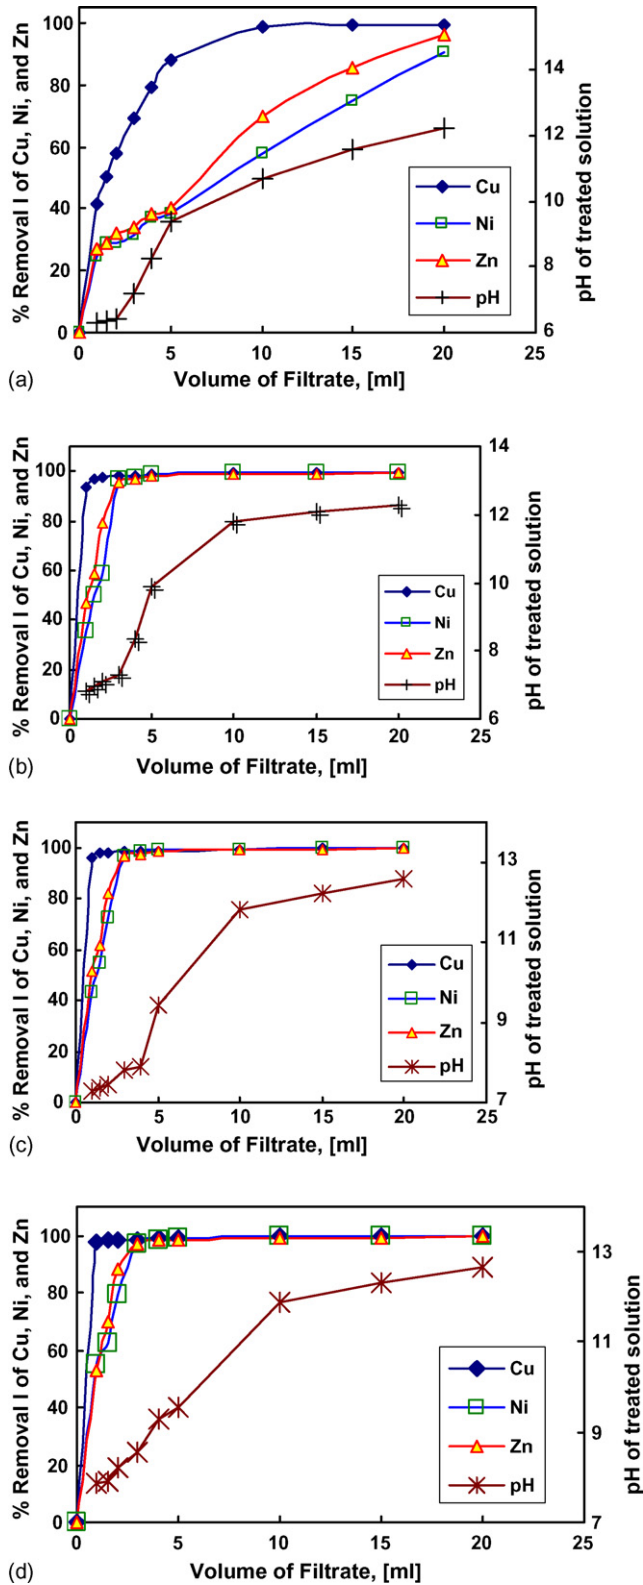 % Removal I of Cu, Ni, and Zn
100
80
60
40
20
0
0 5 10 15 20 25
14
12
10
8
6
pH of treated solution
Cu
Ni
Zn
pH
Volume of Filtrate, [ml]
(a)
% Removal I of Cu, Ni, and Zn
100
80
60
40
20
0
0 5 10 15 20 25
14
12
10
8
6
pH of treated solution
Cu
Ni
Zn
pH
Volume of Filtrate, [ml]
(b)
% Removal I of Cu, Ni, and Zn
100
80
60
40
20
0
0 5 10 15 20 25
13
11
9
7
pH of treated solution
Cu
Ni
Zn
pH
Volume of Filtrate, [ml]
(c)
% Removal I of Cu, Ni, and Zn
100
80
60
40
20
0
0 5 10 15 20
13
11
9
7
pH of treated solution
Cu
Ni
Zn
pH
Volume of Filtrate, [ml]
(d)